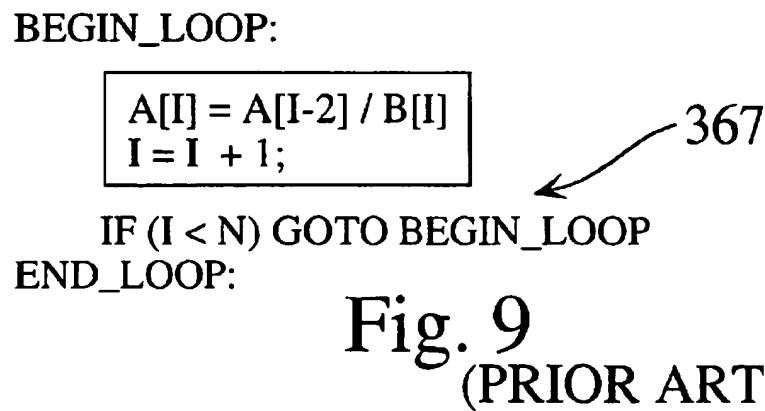 BEGIN_LOOP:
A[I] = A[I-2] / B[I]
I = I + 1;
367
IF (I < N) GOTO BEGIN_LOOP
END_LOOP:
Fig. 9
(PRIOR ART